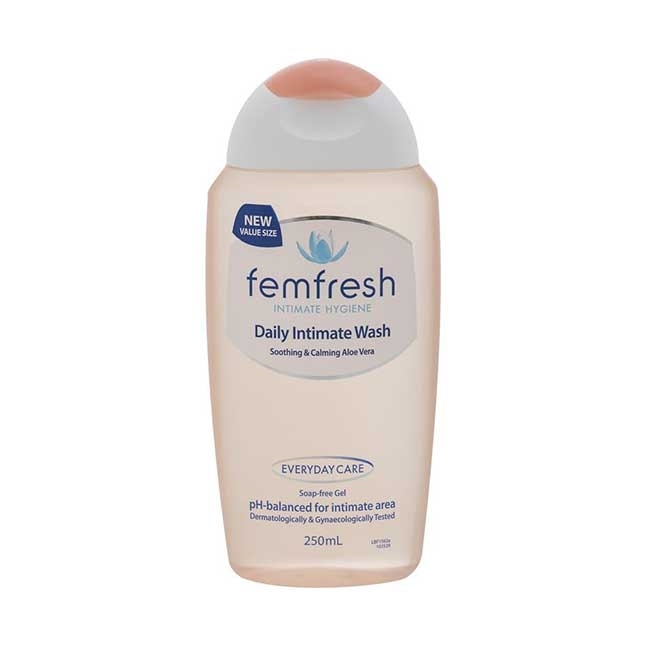 NEW
VALUE SIZE
femfresh
INTIMATE HYGIENE
Daily Intimate Wash
Soothing & Calming Aloe Vera
EVERYDAY CARE
Soap-free Gel
pH-balanced for intimate area
Dermatologically & Gynaecologically Tested
250mL